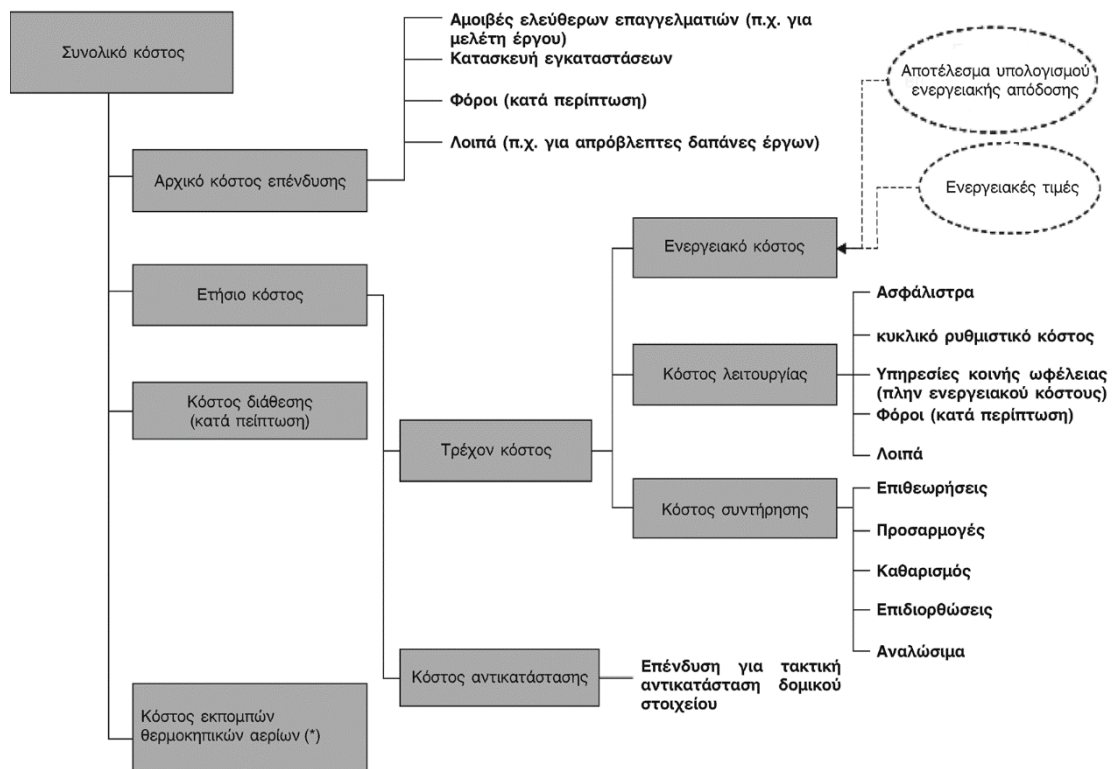 Συνολικό κόστος
Αμοιβές ελεύθερων επαγγελματιών (π.χ. για
μελέτη έργου)
Κατασκευή εγκαταστάσεων
Φόροι (κατά περίπτωση)
Λοιπά (π.χ. για απρόβλεπτες δαπάνες έργων)
Αρχικό κόστος επένδυσης
Αποτέλεσμα υπολογισμού
ενεργειακής απόδοσης
Ενεργειακές τιμές
Ετήσιο κόστος
Κόστος διάθεσης
(κατά πείπτωση)
Τρέχον κόστος
Ενεργειακό κόστος
Κόστος λειτουργίας
Ασφάλιστρα
κυκλικό ρυθμιστικό κόστος
Υπηρεσίες κοινής ωφέλειας
(πλην ενεργειακού κόστους)
Φόροι (κατά περίπτωση)
Λοιπά
Κόστος συντήρησης
Επιθεωρήσεις
Προσαρμογές
Καθαρισμός
Επιδιορθώσεις
Αναλώσιμα
Κόστος αντικατάστασης
Επένδυση για τακτική
αντικατάσταση δομικού
στοιχείου
Κόστος εκπομπών
θερμοκηπικών αερίων (*)